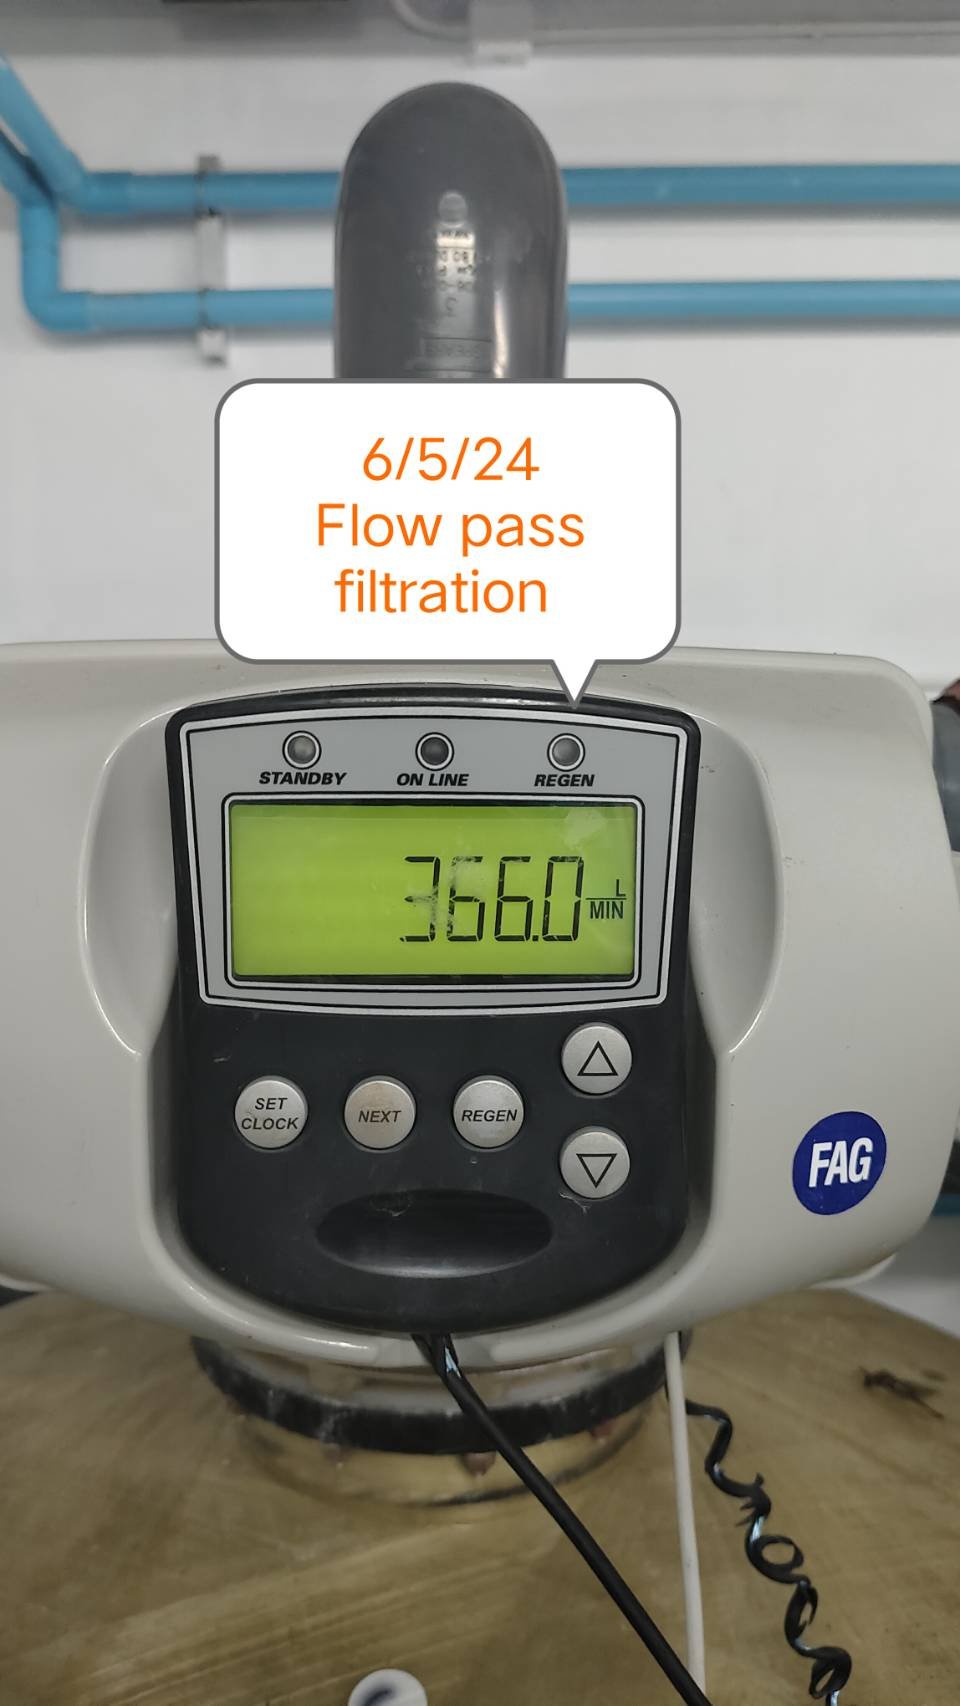 6/5/24
Flow pass
filtration
STANDBY
ON LINE
REGEN
366.0 L/MIN
SET CLOCK
NEXT
REGEN
FAG